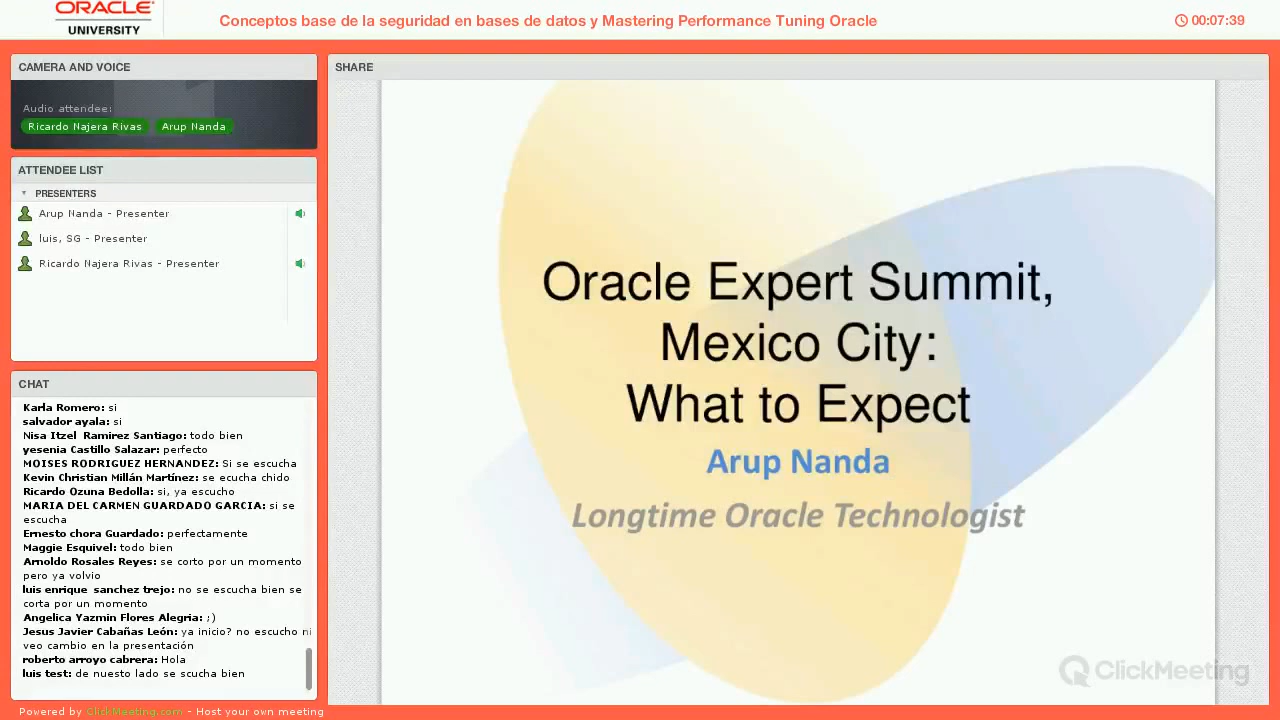 ORACLE
UNIVERSITY
Conceptos base de la seguridad en bases de datos y Mastering Performance Tuning Oracle
00:07:39
CAMERA AND VOICE
Audio attendee:
Ricardo Najera Rivas
Arup Nanda
ATTENDEE LIST
PRESENTERS
Arup Nanda - Presenter
luis, SG - Presenter
Ricardo Najera Rivas - Presenter
CHAT
Karla Romero: si
salvador ayala: si
Nisa Itzel Ramirez Santiago: todo bien
yesenia Castillo Salazar: perfecto
MOISES RODRIGUEZ HERNANDEZ: Si se escucha
Kevin Christian Millán Martínez: se ecucha chido
Ricardo Ozuna Bedolla: si, ya escucho
MARIA DEL CARMEN GUARDADO GARCIA: si se
escucha
Ernesto chora Guardado: perfectamente
Maggie Esquivel: todo bien
Arnoldo Rosales Reyes: se corto por un momento
pero ya volvio
luis enrique sanchez trejo: no se escucha bien se
corta por un momento
Angelica Yazmin Flores Alegria: ;)
Jesus Javier Cabañas León: ya inicio? no escucho ni
veo cambio en la presentación
roberto arroyo cabrera: Hola
luis test: de nuesto lado se scucha bien
Powered by ClickMeeting.com - Host your own meeting
SHARE
Oracle Expert Summit,
Mexico City:
What to Expect
Arup Nanda
Longtime Oracle Technologist
ClickMeeting